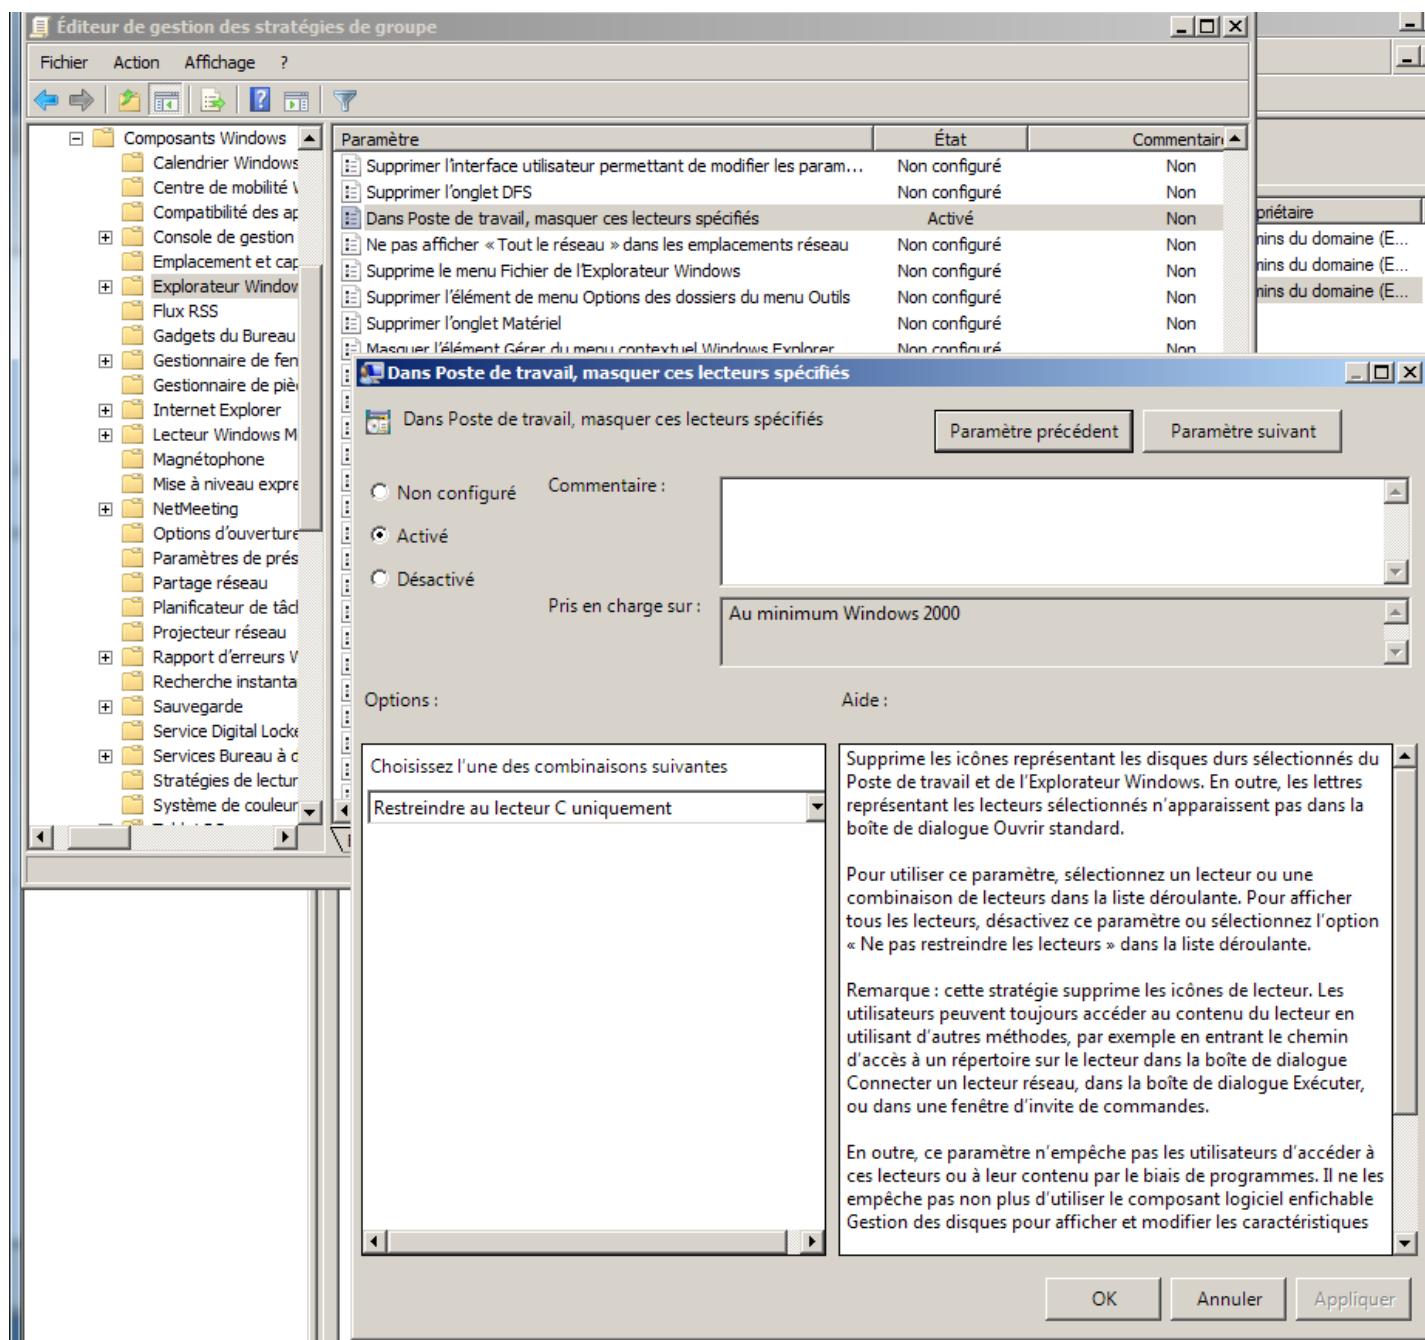 Éditeur de gestion des stratégies de groupe
Fichier Action Affichage ?
Composants Windows
Calendrier Windows
Centre de mobilité
Compatibilité des ap
Console de gestion
Emplacement et cap
Explorateur Window
Flux RSS
Gadgets du Bureau
Gestionnaire de fen
Gestionnaire de piè
Internet Explorer
Lecteur Windows M
Magnétophone
Mise à niveau expre
NetMeeting
Options d'ouverture
Paramètres de prés
Partage réseau
Planificateur de tâc
Projecteur réseau
Rapport d'erreurs W
Recherche instanta
Sauvegarde
Service Digital Locke
Services Bureau à d
Stratégies de lectur
Système de couleur
Paramètre État Commentair
Supprimer l'interface utilisateur permettant de modifier les param... Non configuré Non
Supprimer l'onglet DFS Non configuré Non
Dans Poste de travail, masquer ces lecteurs spécifiés Activé Non
Ne pas afficher « Tout le réseau » dans les emplacements réseau Non configuré Non
Supprime le menu Fichier de l'Explorateur Windows Non configuré Non
Supprimer l'élément de menu Options des dossiers du menu Outils Non configuré Non
Supprimer l'onglet Matériel Non configuré Non
Masquer l'élément Gérer du menu contextuel Windows Explorer Non configuré Non
priétaire
nins du domaine (E...
nins du domaine (E...
nins du domaine (E...
Dans Poste de travail, masquer ces lecteurs spécifiés
Dans Poste de travail, masquer ces lecteurs spécifiés
Paramètre précédent Paramètre suivant
Non configuré
Activé
Désactivé
Commentaire :
Pris en charge sur : Au minimum Windows 2000
Options :
Choisissez l'une des combinaisons suivantes
Restreindre au lecteur C uniquement
Aide :
Supprime les icônes représentant les disques durs sélectionnés du
Poste de travail et de l'Explorateur Windows. En outre, les lettres
représentant les lecteurs sélectionnés n'apparaissent pas dans la
boîte de dialogue Ouvrir standard.
Pour utiliser ce paramètre, sélectionnez un lecteur ou une
combinaison de lecteurs dans la liste déroulante. Pour afficher
tous les lecteurs, désactivez ce paramètre ou sélectionnez l'option
« Ne pas restreindre les lecteurs » dans la liste déroulante.
Remarque : cette stratégie supprime les icônes de lecteur. Les
utilisateurs peuvent toujours accéder au contenu du lecteur en
utilisant d'autres méthodes, par exemple en entrant le chemin
d'accès à un répertoire sur le lecteur dans la boîte de dialogue
Connecter un lecteur réseau, dans la boîte de dialogue Exécuter,
ou dans une fenêtre d'invite de commandes.
En outre, ce paramètre n'empêche pas les utilisateurs d'accéder à
ces lecteurs ou à leur contenu par le biais de programmes. Il ne les
empêche pas non plus d'utiliser le composant logiciel enfichable
Gestion des disques pour afficher et modifier les caractéristiques
OK Annuler Appliquer